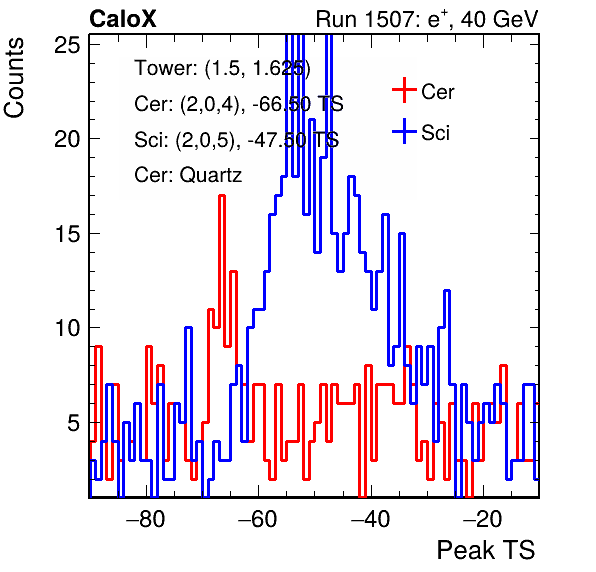 CaloX Run 1507: e+, 40 GeV
Counts
25
20
15
10
5
Tower: (1.5, 1.625)
Cer: (2,0,4), -66.50 TS
Sci: (2,0,5), -47.50 TS
Cer: Quartz
Cer
Sci
−80 −60 −40 −20
Peak TS